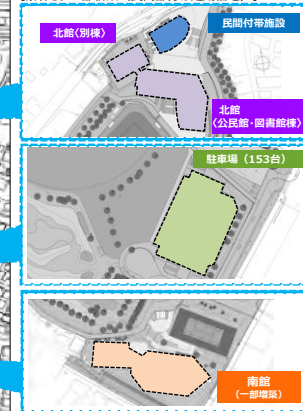 北館〈別棟〉
民間付帯施設
北館
〈公民館・図書館棟〉
駐車場（153台）
南館
（一部増築）